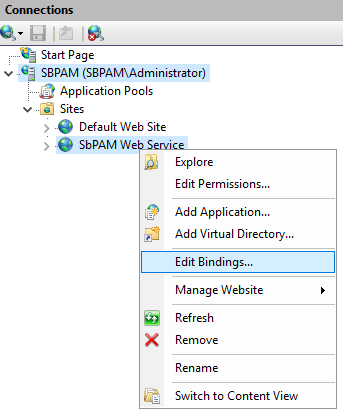 Connections
Start Page
SBPAM (SBPAM\Administrator)
Application Pools
Sites
Default Web Site
SbPAM Web Service
Explore
Edit Permissions...
Add Application...
Add Virtual Directory...
Edit Bindings...
Manage Website
Refresh
Remove
Rename
Switch to Content View